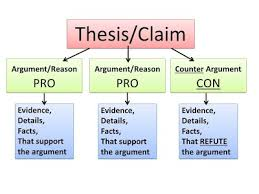 Thesis/Claim
Argument/Reason
PRO
Argument/Reason
PRO
Counter Argument
CON
Evidence,
Details,
Facts,
That support
the argument
Evidence,
Details,
Facts,
That support
the argument
Evidence,
Details,
Facts,
That REFUTE
the argument